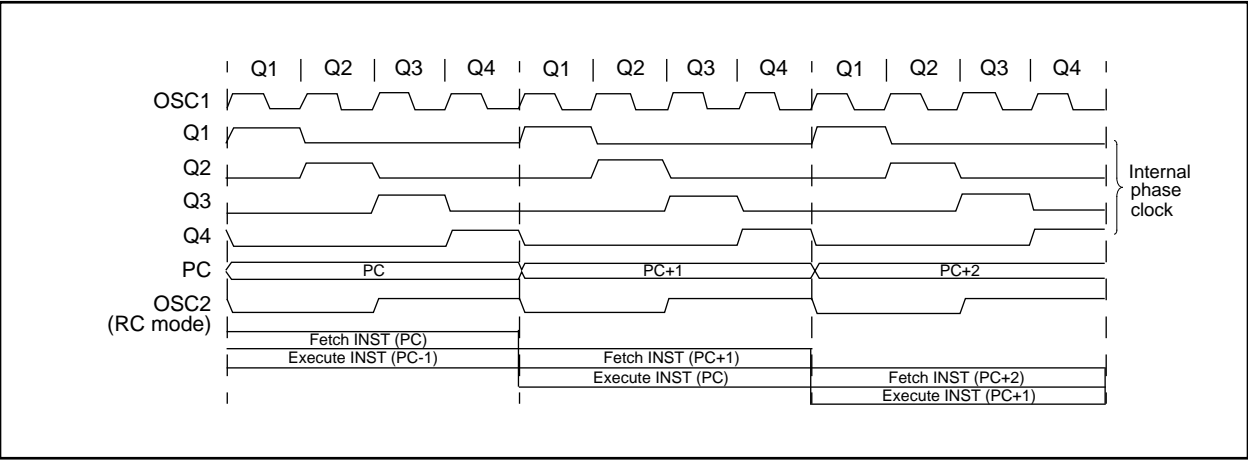 Q1 Q2 Q3 Q4 Q1 Q2 Q3 Q4 Q1 Q2 Q3 Q4
OSC1
Q1
Q2
Q3
Q4
Internal
phase
clock
PC PC PC+1 PC+2
OSC2
(RC mode)
Fetch INST (PC)
Execute INST (PC-1) Fetch INST (PC+1)
Execute INST (PC) Fetch INST (PC+2)
Execute INST (PC+1)